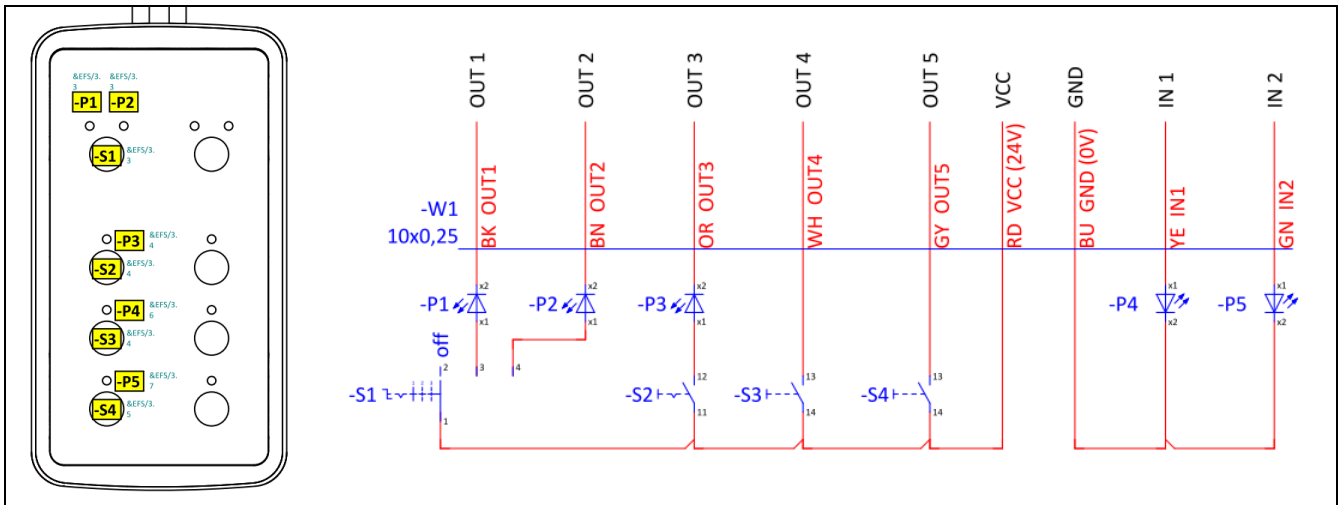 &EFS/3.
3
&EFS/3.
3
-P1
-P2
-S1
&EFS/3.
3
-P3
&EFS/3.
4
-S2
&EFS/3.
4
-P4
&EFS/3.
6
-S3
&EFS/3.
4
-P5
&EFS/3.
7
-S4
&EFS/3.
5
OUT 1
OUT 2
OUT 3
OUT 4
OUT 5
VCC
GND
IN 1
IN 2
-W1
10x0,25
BK OUT1
BN OUT2
OR OUT3
WH OUT4
GY OUT5
RD VCC (24V)
BU GND (0V)
YE IN1
GN IN2
-P1
x2
x1
-P2
x2
x1
-P3
x2
x1
-P4
x1
x2
-P5
x1
x2
off
-S1
2
3
4
1
-S2
12
11
-S3
13
14
-S4
13
14